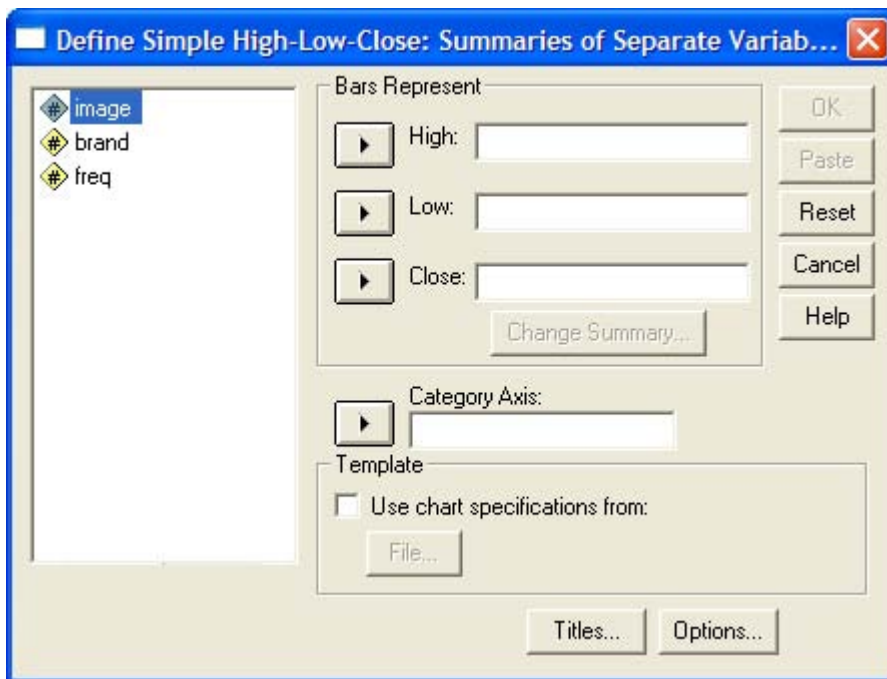 Define Simple High-Low-Close: Summaries of Separate Variab...
image
brand
freq
Bars Represent
High:
Low:
Close:
Change Summary...
Category Axis:
Template
Use chart specifications from:
File...
OK
Paste
Reset
Cancel
Help
Titles...
Options...